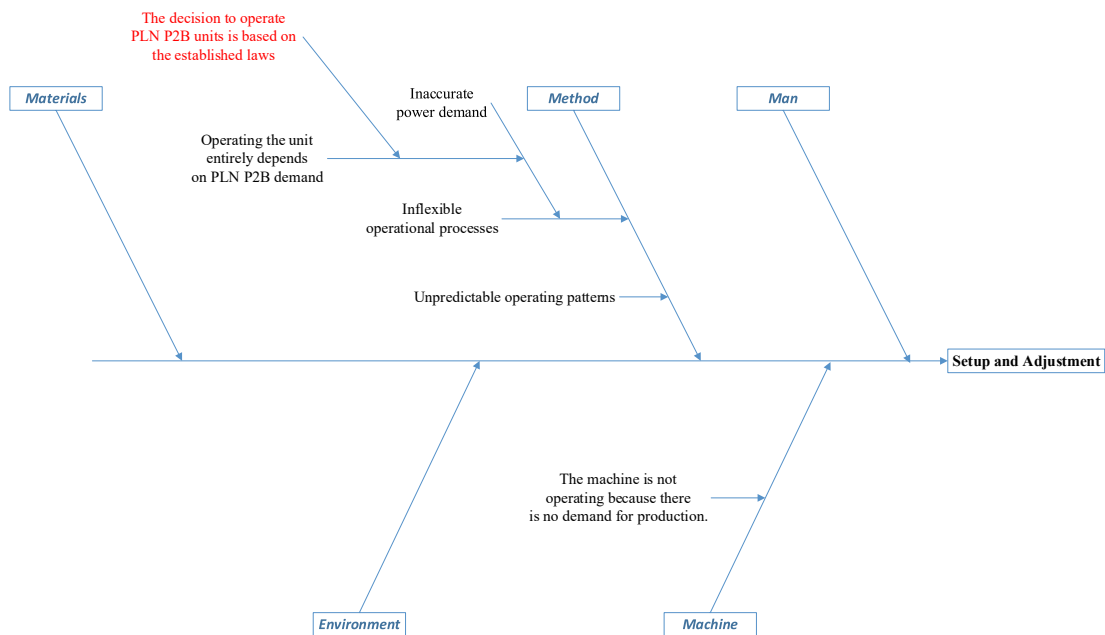 The decision to operate
PLN P2B units is based on
the established laws
Materials
Inaccurate
power demand
Method
Man
Operating the unit
entirely depends
on PLN P2B demand
Inflexible
operational processes
Unpredictable operating patterns
Setup and Adjustment
The machine is not
operating because there
is no demand for production.
Environment
Machine